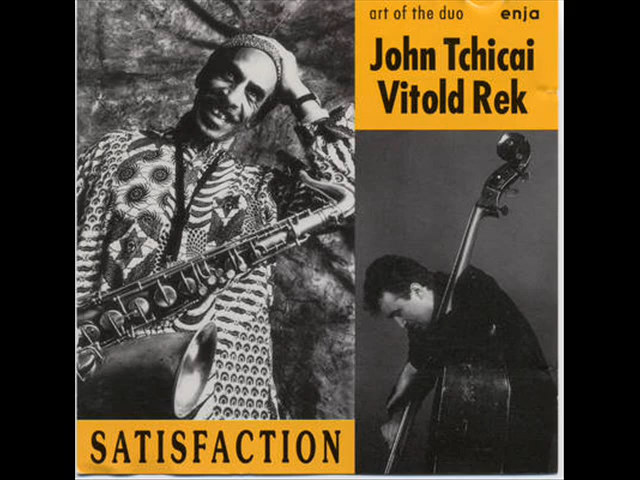 art of the duo enja
John Tchicai
Vitold Rek
SATISFACTION